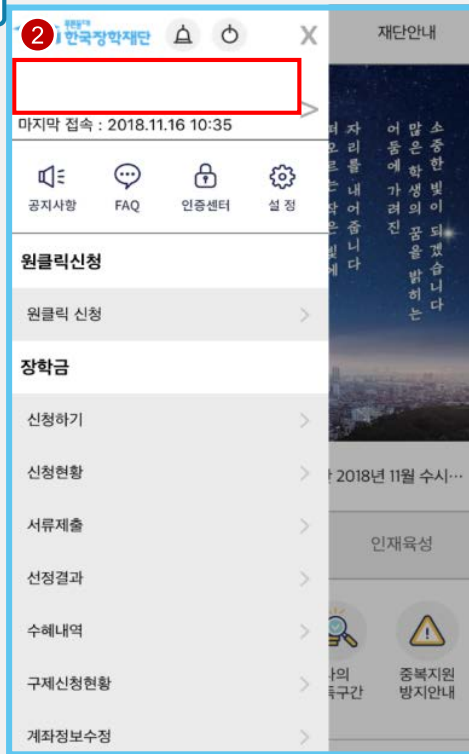 2
푸른등대
한국장학재단
X
재단안내
마지막 접속 : 2018.11.16 10:35
>
공지사항
FAQ
인증센터
설 정
원클릭신청
원클릭 신청
장학금
신청하기
신청현황
서류제출
선정결과
수혜내역
구제신청현황
계좌정보수정
소중한 빛이 되겠습니다
많은 학생의 꿈을 밝히는
어둠에 가려진
자리를 내어줍니다
2018년 11월 수시…
인재육성
중복지원
방지안내